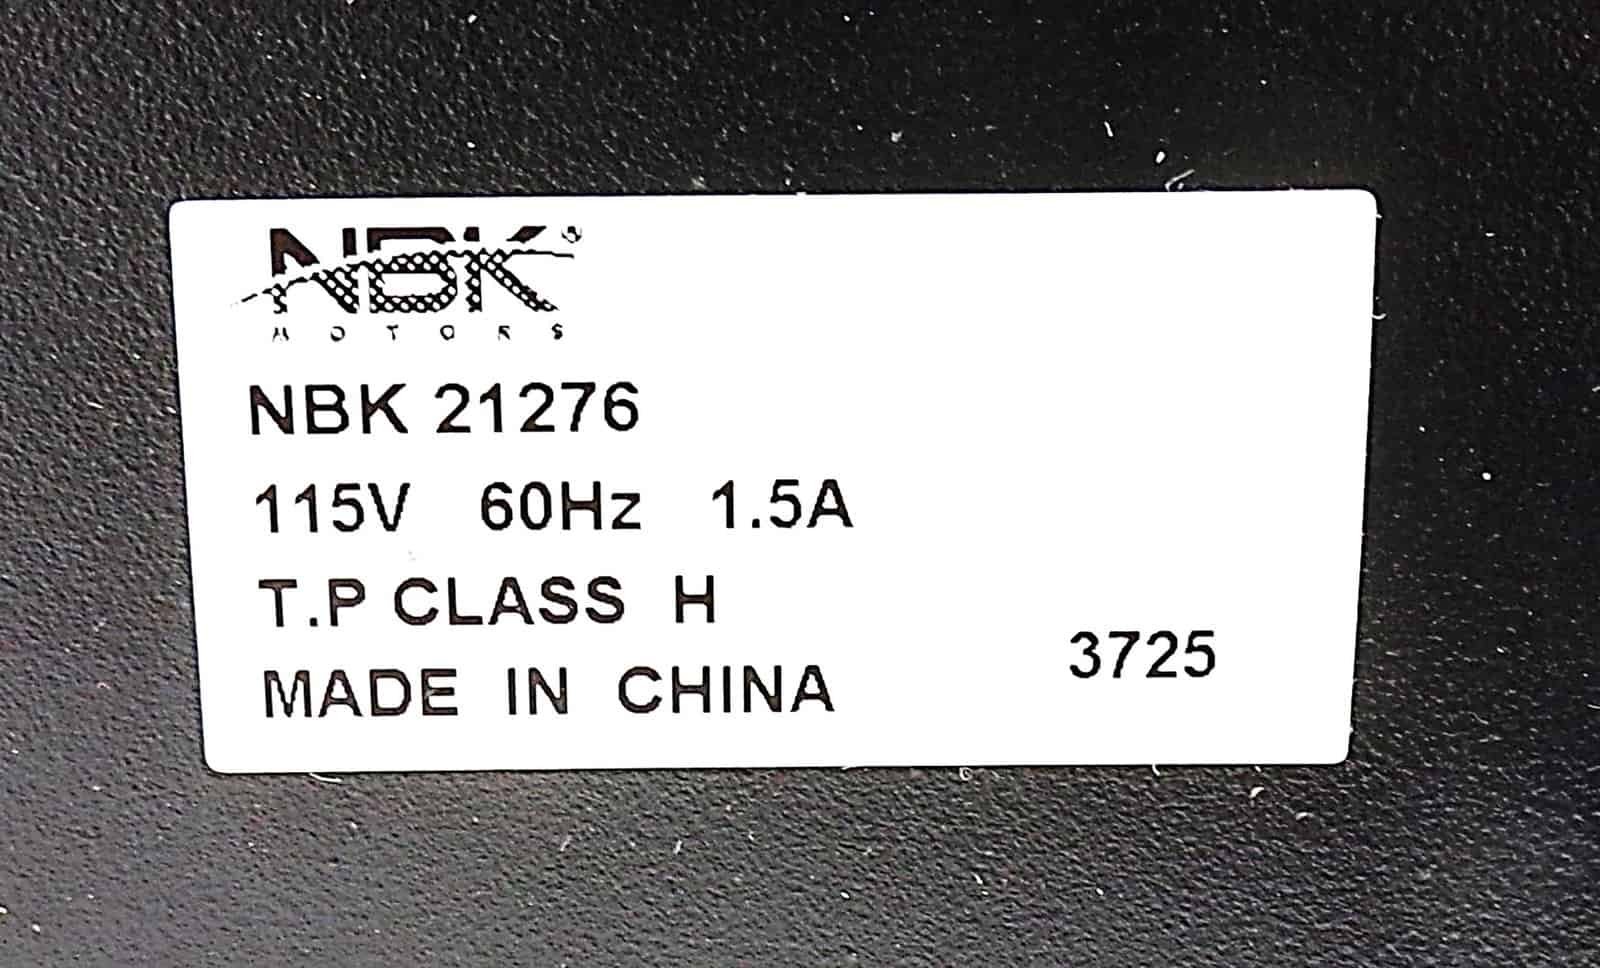 NBK
MOTORS
NBK 21276
115V 60Hz 1.5A
T.P CLASS H
MADE IN CHINA
3725